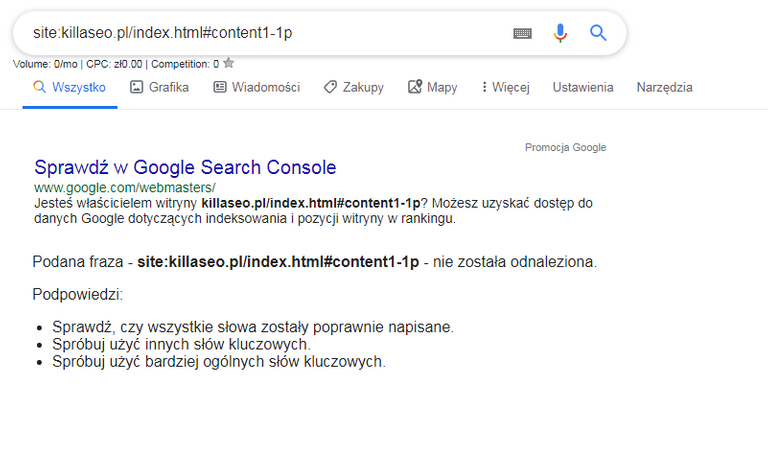 site:killaseo.pl/index.html#content1-1p
Volume: 0/mo | CPC: zł0.00 | Competition: 0
Wszystko Grafika Wiadomości Zakupy Mapy Więcej Ustawienia Narzędzia
Promocja Google
Sprawdź w Google Search Console
www.google.com/webmasters/
Jesteś właścicielem witryny killaseo.pl/index.html#content1-1p? Możesz uzyskać dostęp do
danych Google dotyczących indeksowania i pozycji witryny w rankingu.
Podana fraza - site:killaseo.pl/index.html#content1-1p - nie została odnaleziona.
Podpowiedzi:
• Sprawdź, czy wszystkie słowa zostały poprawnie napisane.
• Spróbuj użyć innych słów kluczowych.
• Spróbuj użyć bardziej ogólnych słów kluczowych.